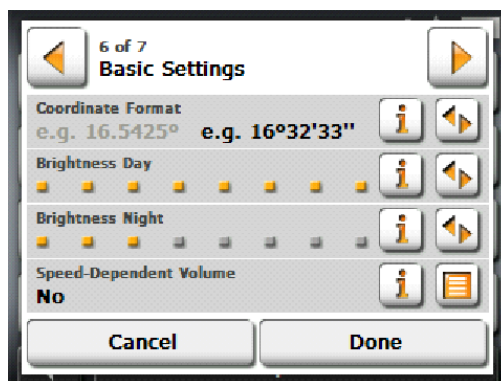 6 of 7
Basic Settings
Coordinate Format
e.g. 16.5425° e.g. 16°32'33"
i
Brightness Day
i
Brightness Night
i
Speed-Dependent Volume
No
i
Cancel Done